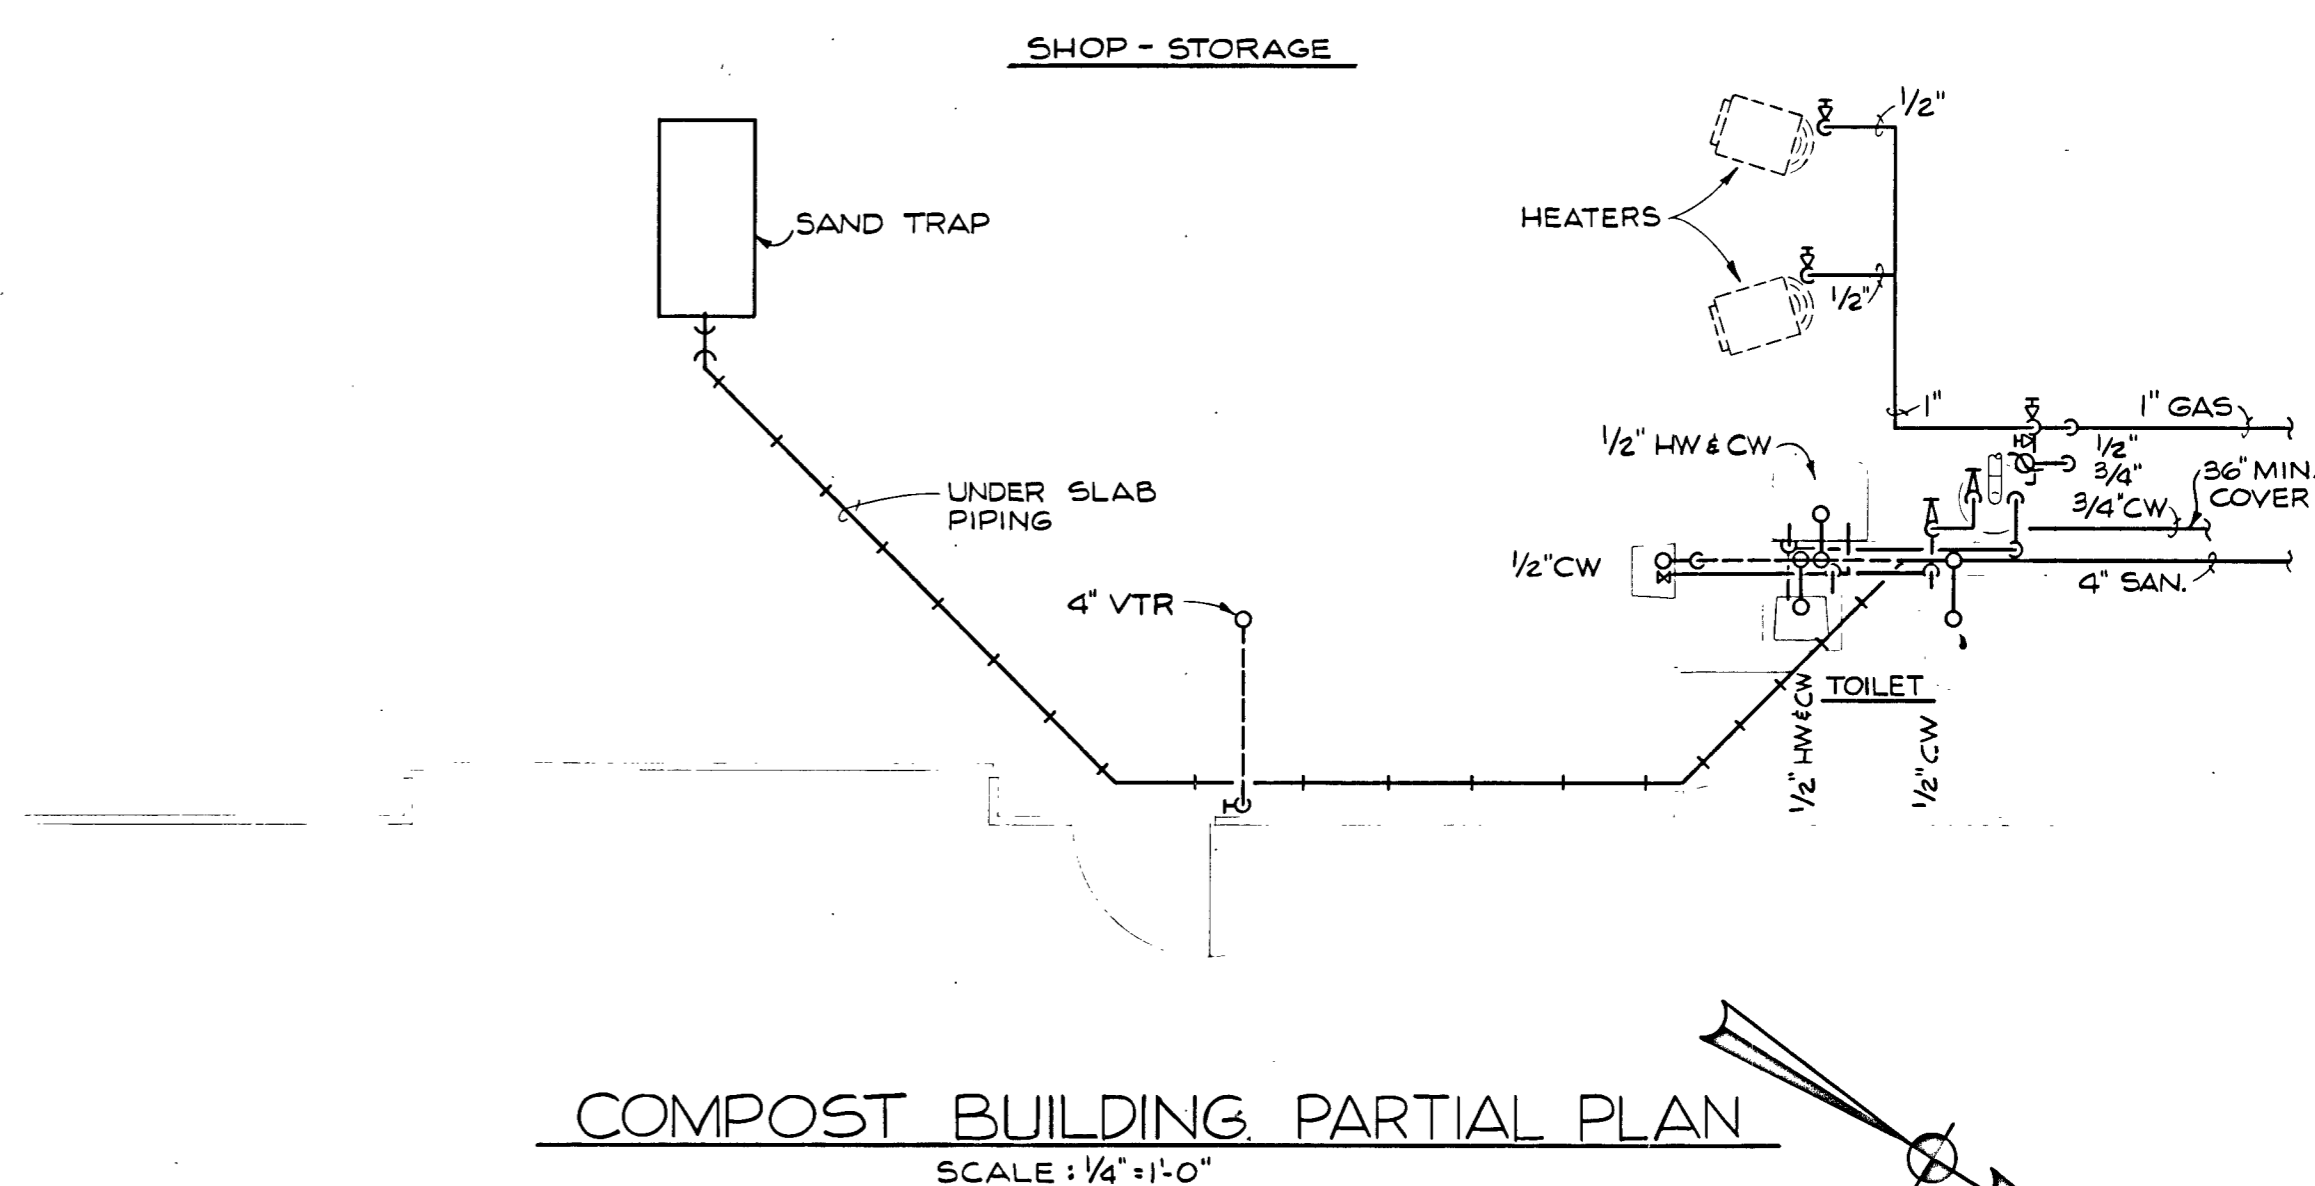 SHOP - STORAGE
1/2"
SAND TRAP
HEATERS
1/2"
1"
1" GAS
1/2" HW & CW
1/2"
3/4"
36" MIN.
COVER
3/4" CW
UNDER SLAB
PIPING
1/2" CW
4" SAN.
4" VTR
TOILET
1/2" HW & CW
1/2" CW
COMPOST BUILDING PARTIAL PLAN
SCALE : 1/4" = 1'-0"